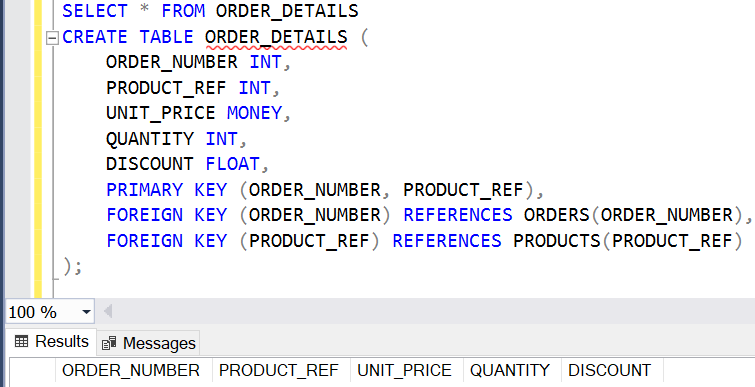 SELECT * FROM ORDER_DETAILS
CREATE TABLE ORDER_DETAILS (
    ORDER_NUMBER INT,
    PRODUCT_REF INT,
    UNIT_PRICE MONEY,
    QUANTITY INT,
    DISCOUNT FLOAT,
    PRIMARY KEY (ORDER_NUMBER, PRODUCT_REF),
    FOREIGN KEY (ORDER_NUMBER) REFERENCES ORDERS(ORDER_NUMBER),
    FOREIGN KEY (PRODUCT_REF) REFERENCES PRODUCTS(PRODUCT_REF)
);
100 %
Results Messages
ORDER_NUMBER PRODUCT_REF UNIT_PRICE QUANTITY DISCOUNT